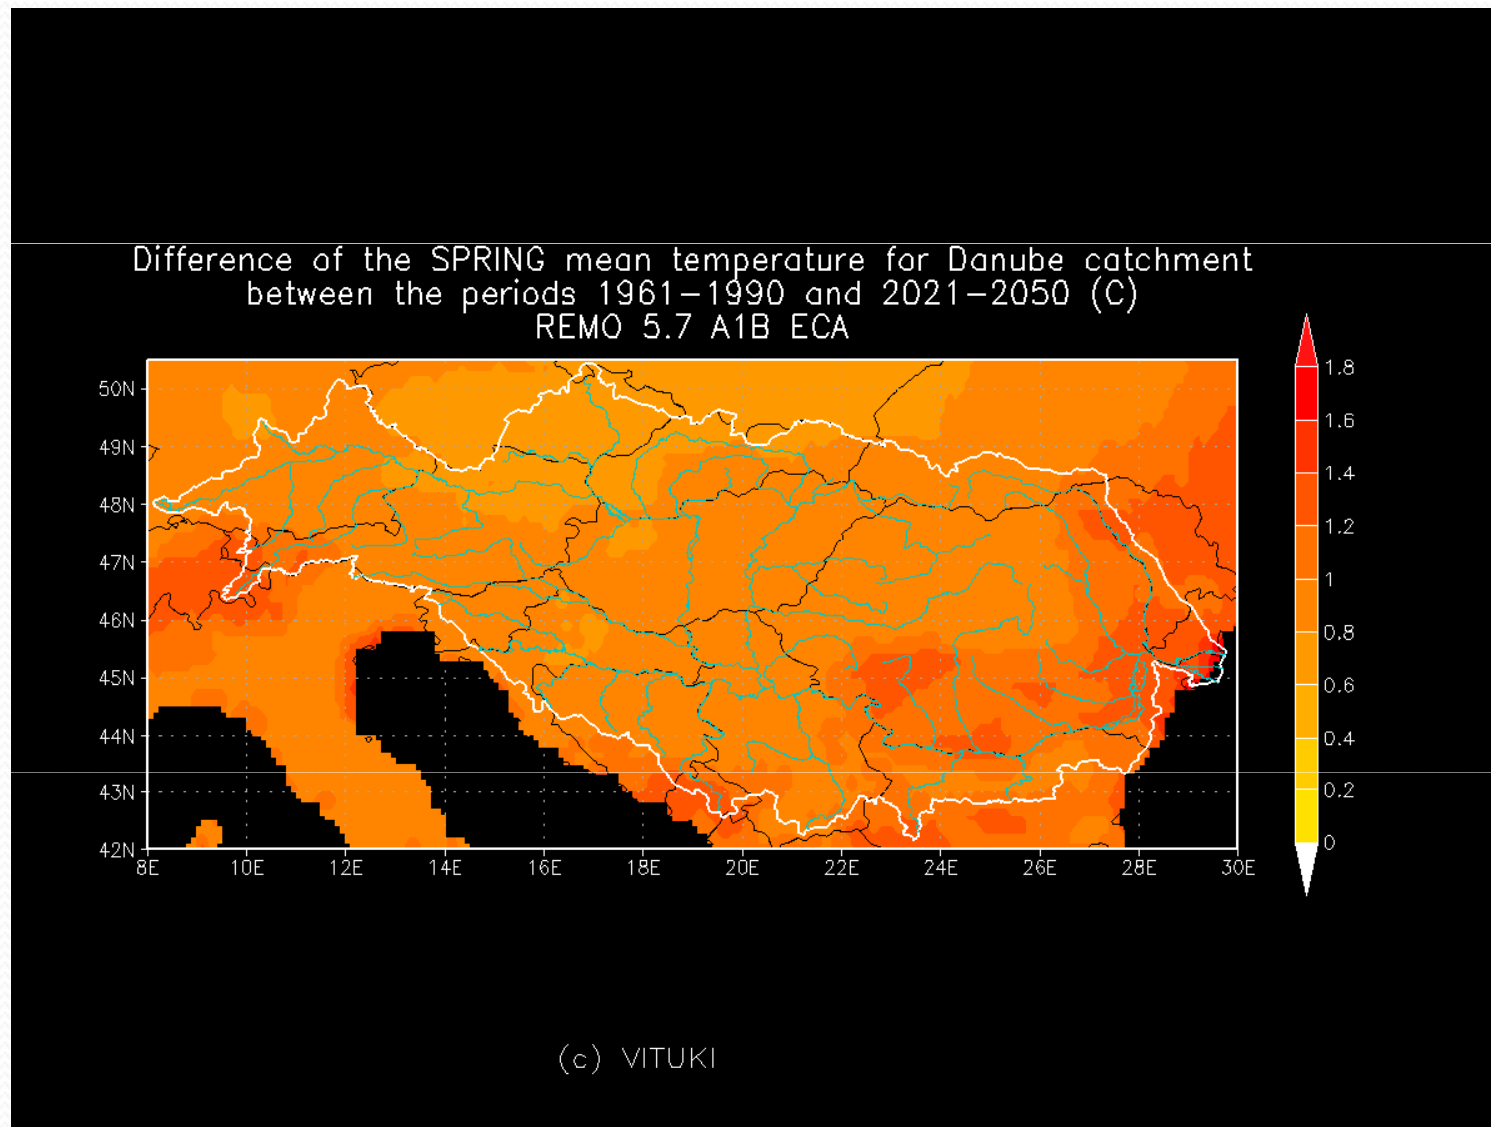 Difference of the SPRING mean temperature for Danube catchment
between the periods 1961-1990 and 2021-2050 (C)
REMO 5.7 A1B ECA
50N
49N
48N
47N
46N
45N
44N
43N
42N
8E 10E 12E 14E 16E 18E 20E 22E 24E 26E 28E 30E
1.8
1.6
1.4
1.2
1
0.8
0.6
0.4
0.2
0
(c) VITUKI